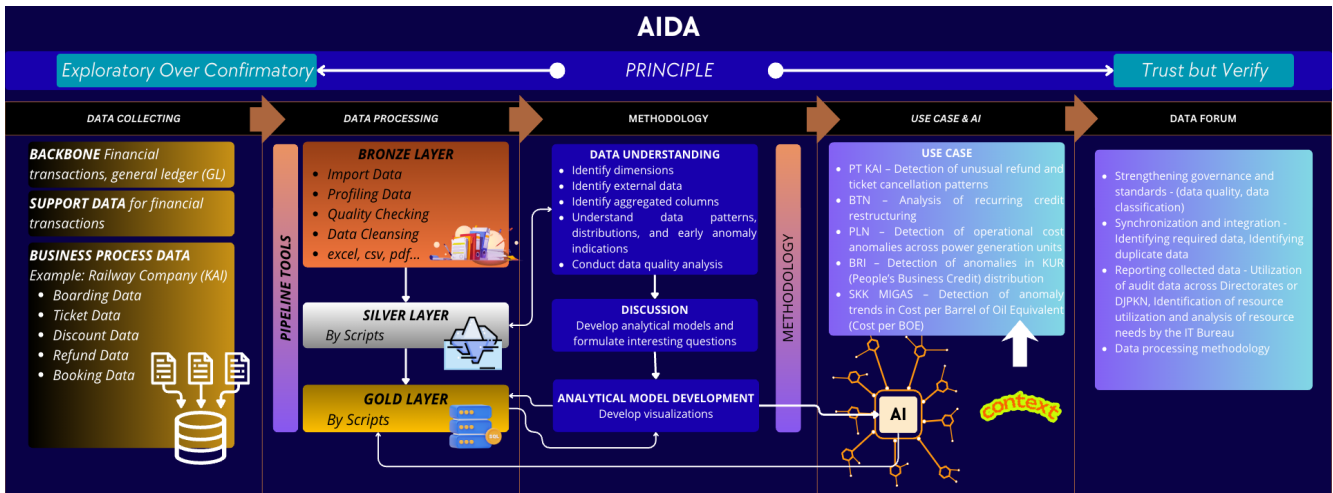 AIDA
Exploratory Over Confirmatory
PRINCIPLE
Trust but Verify
DATA COLLECTING
DATA PROCESSING
METHODOLOGY
USE CASE & AI
DATA FORUM
BACKBONE Financial
transactions, general ledger (GL)
SUPPORT DATA for financial
transactions
BUSINESS PROCESS DATA
Example: Railway Company (KAI)
• Boarding Data
• Ticket Data
• Discount Data
• Refund Data
• Booking Data
PIPELINE TOOLS
BRONZE LAYER
• Import Data
• Profiling Data
• Quality Checking
• Data Cleansing
• excel, csv, pdf...
SILVER LAYER
By Scripts
GOLD LAYER
By Scripts
DATA UNDERSTANDING
• Identify dimensions
• Identify external data
• Identify aggregated columns
• Understand data patterns,
distributions, and early anomaly
indications
• Conduct data quality analysis
DISCUSSION
Develop analytical models and
formulate interesting questions
ANALYTICAL MODEL DEVELOPMENT
Develop visualizations
METHODOLOGY
USE CASE
• PT KAI – Detection of unusual refund and
ticket cancellation patterns
• BTN – Analysis of recurring credit
restructuring
• PLN – Detection of operational cost
anomalies across power generation units
• BRI – Detection of anomalies in KUR
(People's Business Credit) distribution
• SKK MIGAS – Detection of anomaly
trends in Cost per Barrel of Oil Equivalent
(Cost per BOE)
AI
context
• Strengthening governance and
standards - (data quality, data
classification)
• Synchronization and integration -
Identifying required data, Identifying
duplicate data
• Reporting collected data - Utilization
of audit data across Directorates or
DJPKN, Identification of resource
utilization and analysis of resource
needs by the IT Bureau
• Data processing methodology